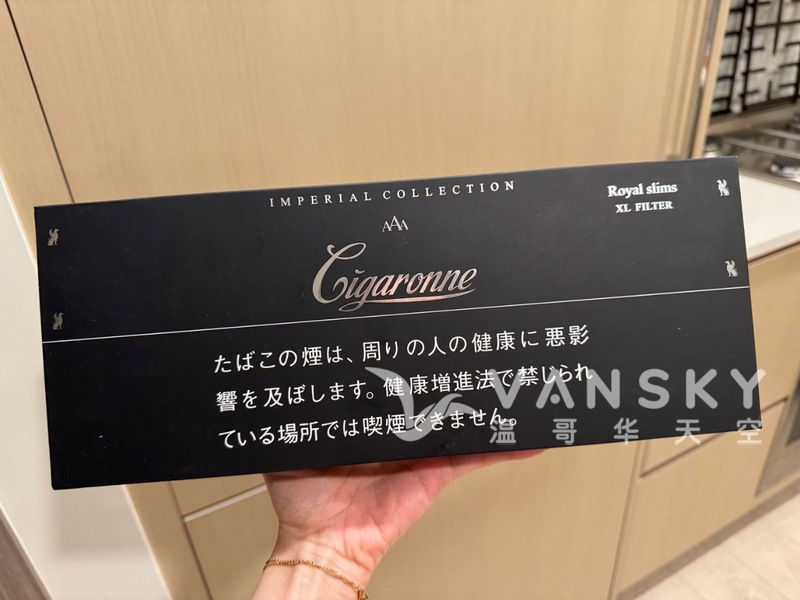 IMPERIAL COLLECTION
Royal slims
XL FILTER
AAA
Cigaronne
たばこの煙は、周りの人の健康に悪影
響を及ぼします。健康増進法で禁じられ
ている場所では喫煙できません。
VANSKY
温哥华天空